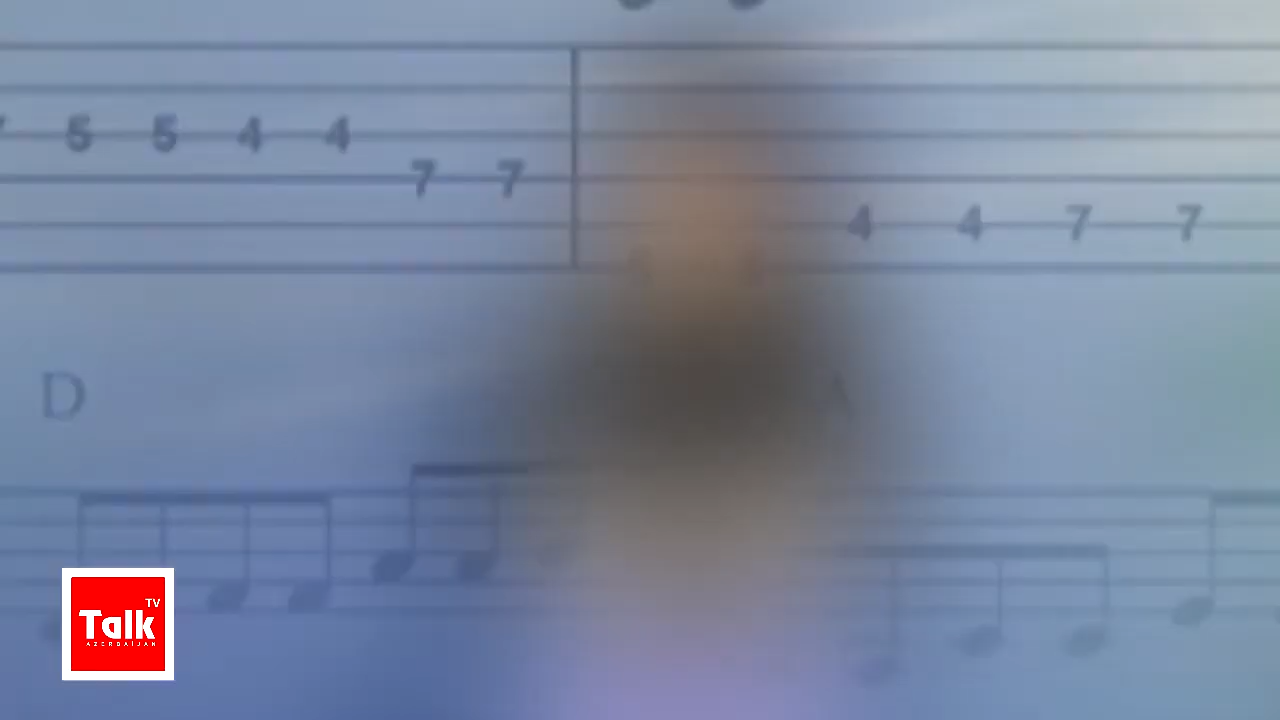 5 5 4 4
7 7
4 4 7 7
D A
TV
Talk
AZERBAIJAN